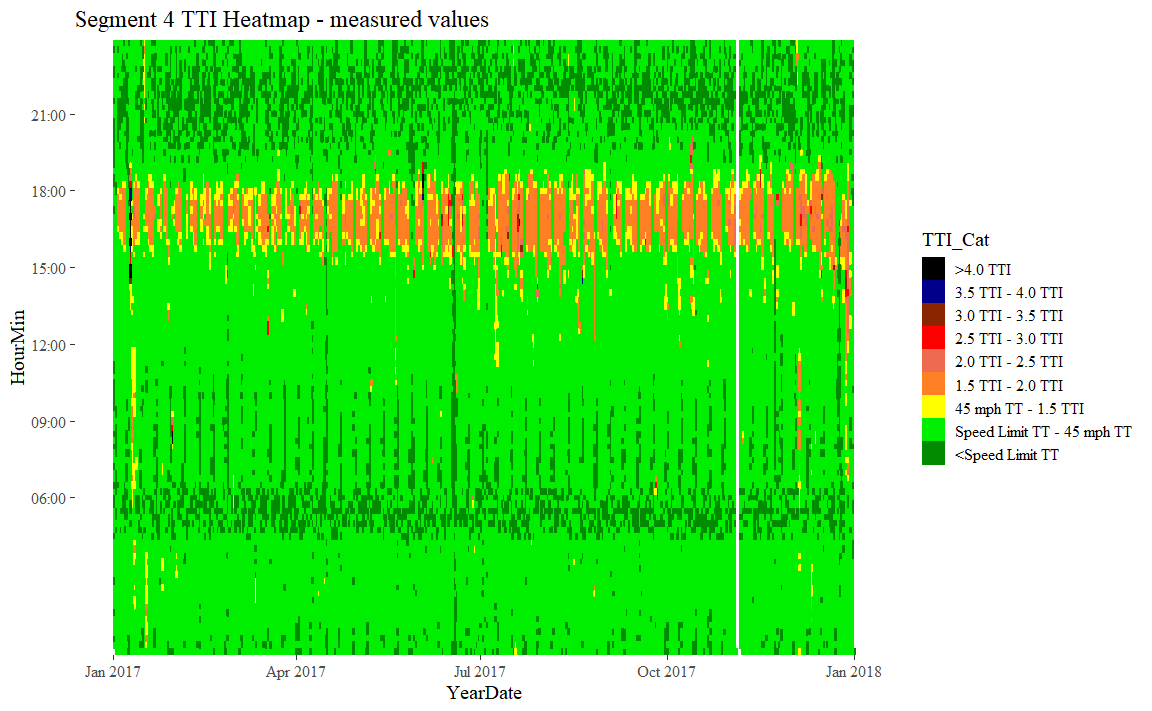 Segment 4 TTI Heatmap - measured values
21:00
18:00
15:00
12:00
09:00
06:00
HourMin
Jan 2017
Apr 2017
Jul 2017
Oct 2017
Jan 2018
YearDate
TTI_Cat
>4.0 TTI
3.5 TTI - 4.0 TTI
3.0 TTI - 3.5 TTI
2.5 TTI - 3.0 TTI
2.0 TTI - 2.5 TTI
1.5 TTI - 2.0 TTI
45 mph TT - 1.5 TTI
Speed Limit TT - 45 mph TT
<Speed Limit TT